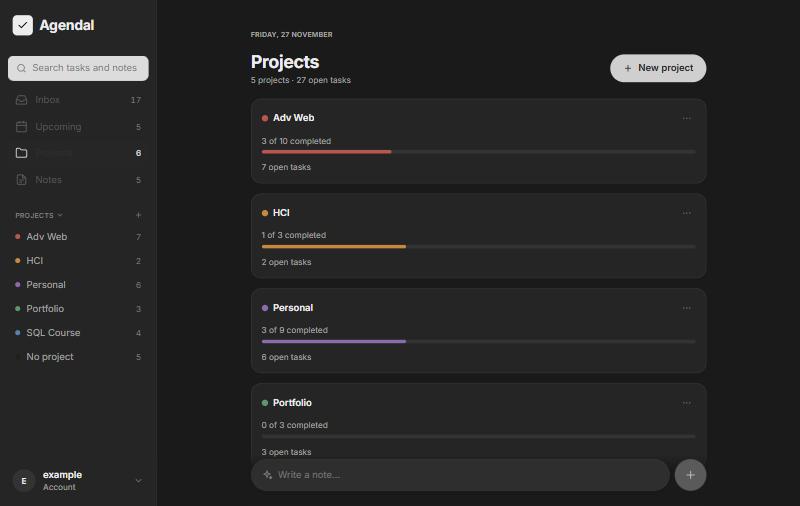 Agendal
Search tasks and notes
Inbox 17
Upcoming 5
Projects 6
Notes 5
PROJECTS
Adv Web 7
HCI 2
Personal 6
Portfolio 3
SQL Course 4
No project 5
E
example
Account
FRIDAY, 27 NOVEMBER
Projects
5 projects · 27 open tasks
+ New project
Adv Web
3 of 10 completed
7 open tasks
HCI
1 of 3 completed
2 open tasks
Personal
3 of 9 completed
6 open tasks
Portfolio
0 of 3 completed
3 open tasks
Write a note...